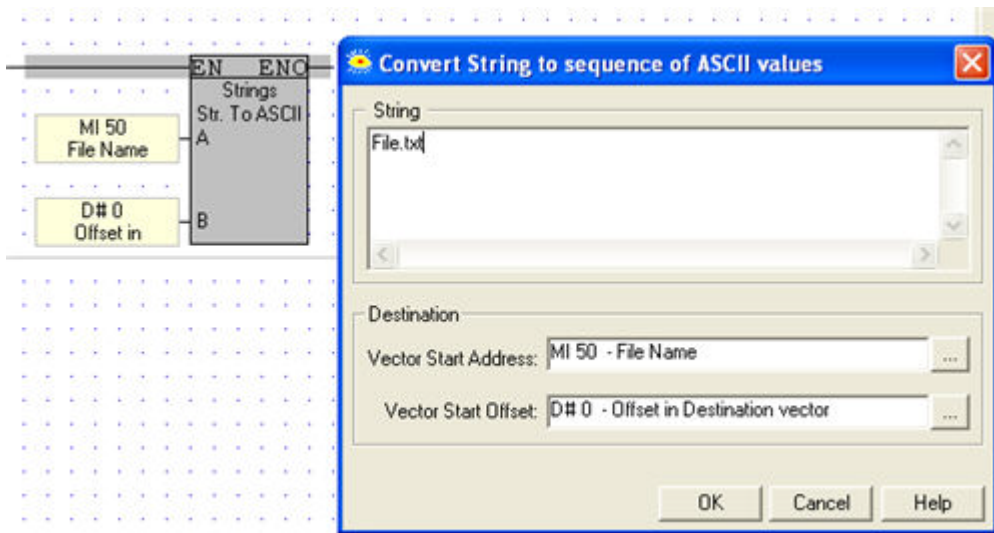 EN ENO
Strings
Str. To ASCII
MI 50
File Name
A
D# 0
Offset in
B
Convert String to sequence of ASCII values
String
File.txt
Destination
Vector Start Address:
MI 50 - File Name
...
Vector Start Offset:
D# 0 - Offset in Destination vector
...
OK
Cancel
Help